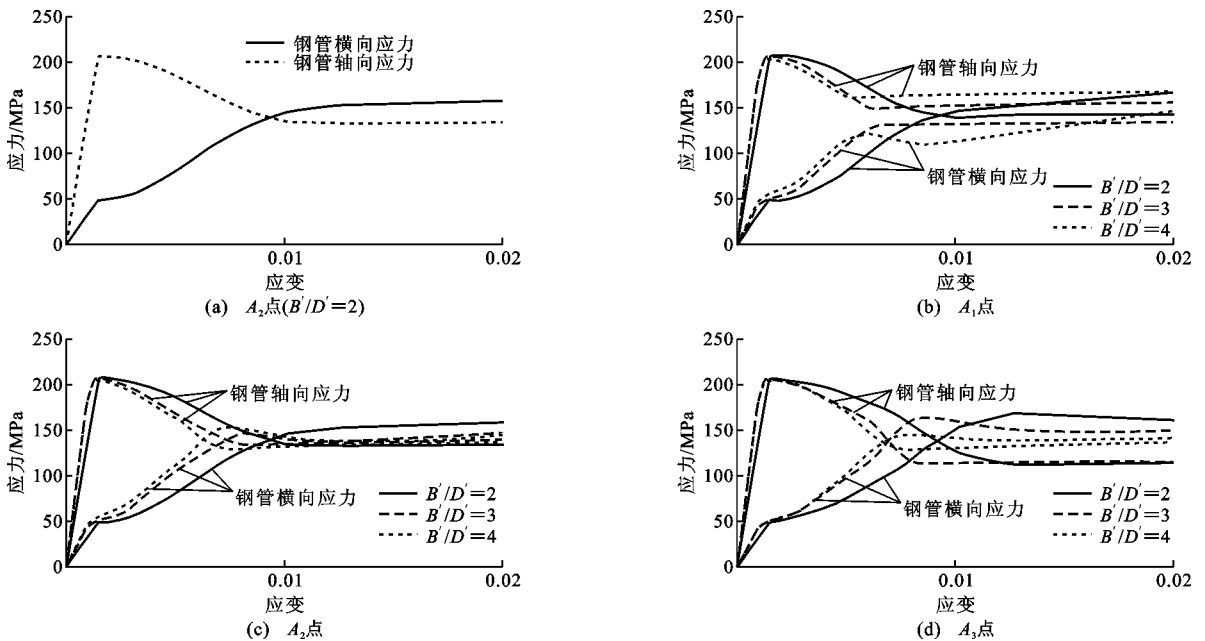 250
200
150
100
50
0
应力/MPa
钢管横向应力
钢管轴向应力
0.01
0.02
应变
(a) A₂点(B′/D′=2)
250
200
150
100
50
0
应力/MPa
钢管轴向应力
钢管横向应力
B′/D′=2
B′/D′=3
B′/D′=4
0.01
0.02
应变
(b) A₁点
250
200
150
100
50
0
应力/MPa
钢管轴向应力
钢管横向应力
B′/D′=2
B′/D′=3
B′/D′=4
0.01
0.02
应变
(c) A₂点
250
200
150
100
50
0
应力/MPa
钢管轴向应力
钢管横向应力
B′/D′=2
B′/D′=3
B′/D′=4
0.01
0.02
应变
(d) A₃点